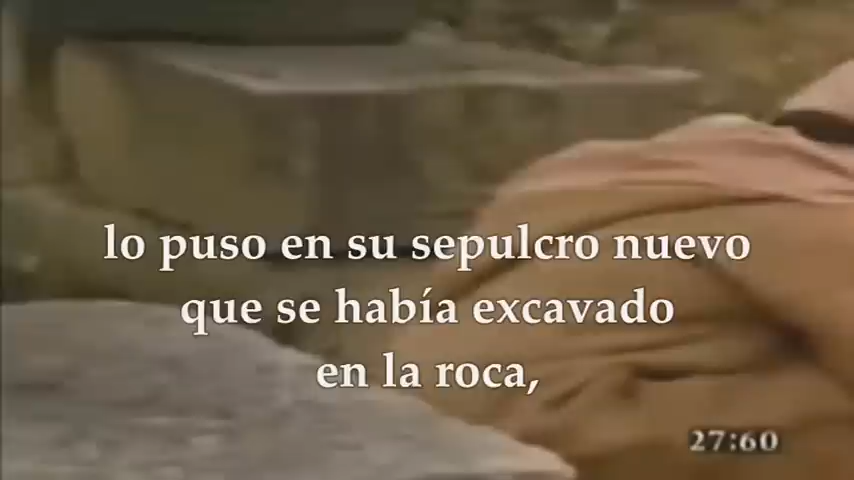 lo puso en su sepulcro nuevo
que se había excavado
en la roca,
27:60